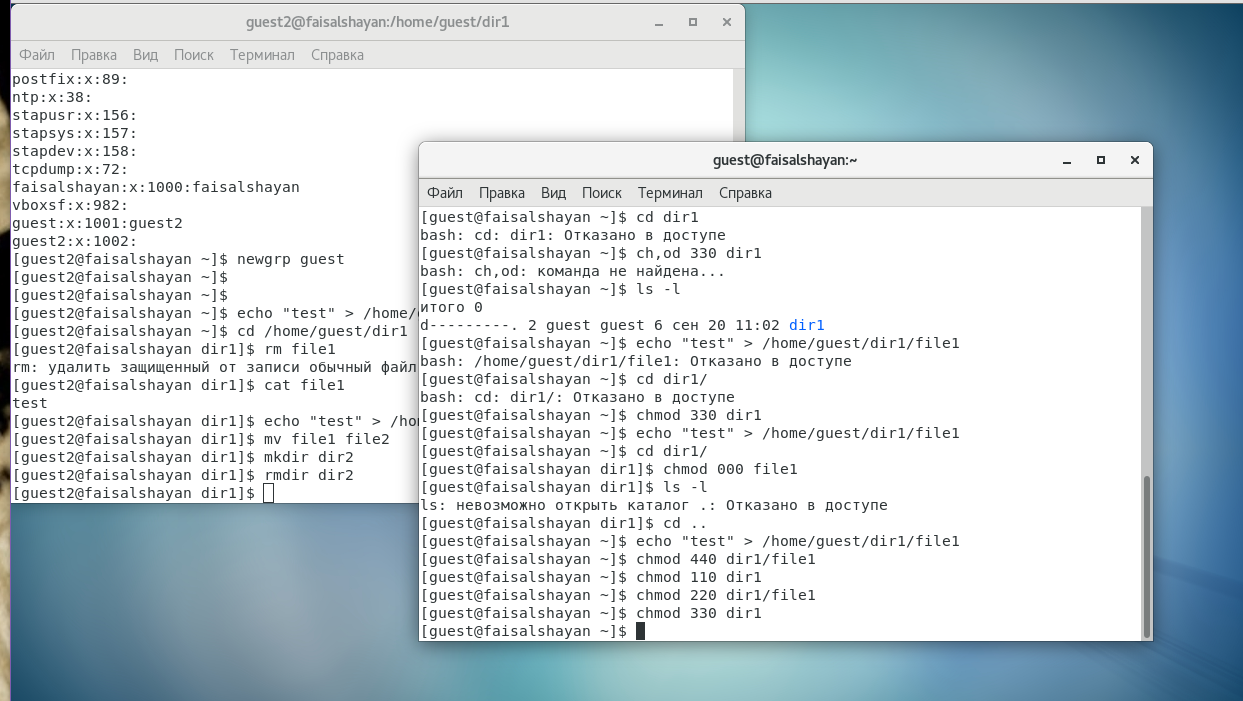 guest2@faisalshayan:/home/guest/dir1
Файл Правка Вид Поиск Терминал Справка
postfix:x:89:
ntp:x:38:
stapusr:x:156:
stapsys:x:157:
stapdev:x:158:
tcpdump:x:72:
faisalshayan:x:1000:faisalshayan
vboxsf:x:982:
guest:x:1001:guest2
guest2:x:1002:
[guest2@faisalshayan ~]$ newgrp guest
[guest2@faisalshayan ~]$
[guest2@faisalshayan ~]$
[guest2@faisalshayan ~]$ echo "test" > /home/
[guest2@faisalshayan ~]$ cd /home/guest/dir1
[guest2@faisalshayan dir1]$ rm file1
rm: удалить защищенный от записи обычный файл
[guest2@faisalshayan dir1]$ cat file1
test
[guest2@faisalshayan dir1]$ echo "test" > /ho
[guest2@faisalshayan dir1]$ mv file1 file2
[guest2@faisalshayan dir1]$ mkdir dir2
[guest2@faisalshayan dir1]$ rmdir dir2
[guest2@faisalshayan dir1]$
guest@faisalshayan:~
Файл Правка Вид Поиск Терминал Справка
[guest@faisalshayan ~]$ cd dir1
bash: cd: dir1: Отказано в доступе
[guest@faisalshayan ~]$ ch,od 330 dir1
bash: ch,od: команда не найдена...
[guest@faisalshayan ~]$ ls -l
итого 0
d---------. 2 guest guest 6 сен 20 11:02 dir1
[guest@faisalshayan ~]$ echo "test" > /home/guest/dir1/file1
bash: /home/guest/dir1/file1: Отказано в доступе
[guest@faisalshayan ~]$ cd dir1/
bash: cd: dir1/: Отказано в доступе
[guest@faisalshayan ~]$ chmod 330 dir1
[guest@faisalshayan ~]$ echo "test" > /home/guest/dir1/file1
[guest@faisalshayan ~]$ cd dir1/
[guest@faisalshayan dir1]$ chmod 000 file1
[guest@faisalshayan dir1]$ ls -l
ls: невозможно открыть каталог .: Отказано в доступе
[guest@faisalshayan dir1]$ cd ..
[guest@faisalshayan ~]$ echo "test" > /home/guest/dir1/file1
[guest@faisalshayan ~]$ chmod 440 dir1/file1
[guest@faisalshayan ~]$ chmod 110 dir1
[guest@faisalshayan ~]$ chmod 220 dir1/file1
[guest@faisalshayan ~]$ chmod 330 dir1
[guest@faisalshayan ~]$